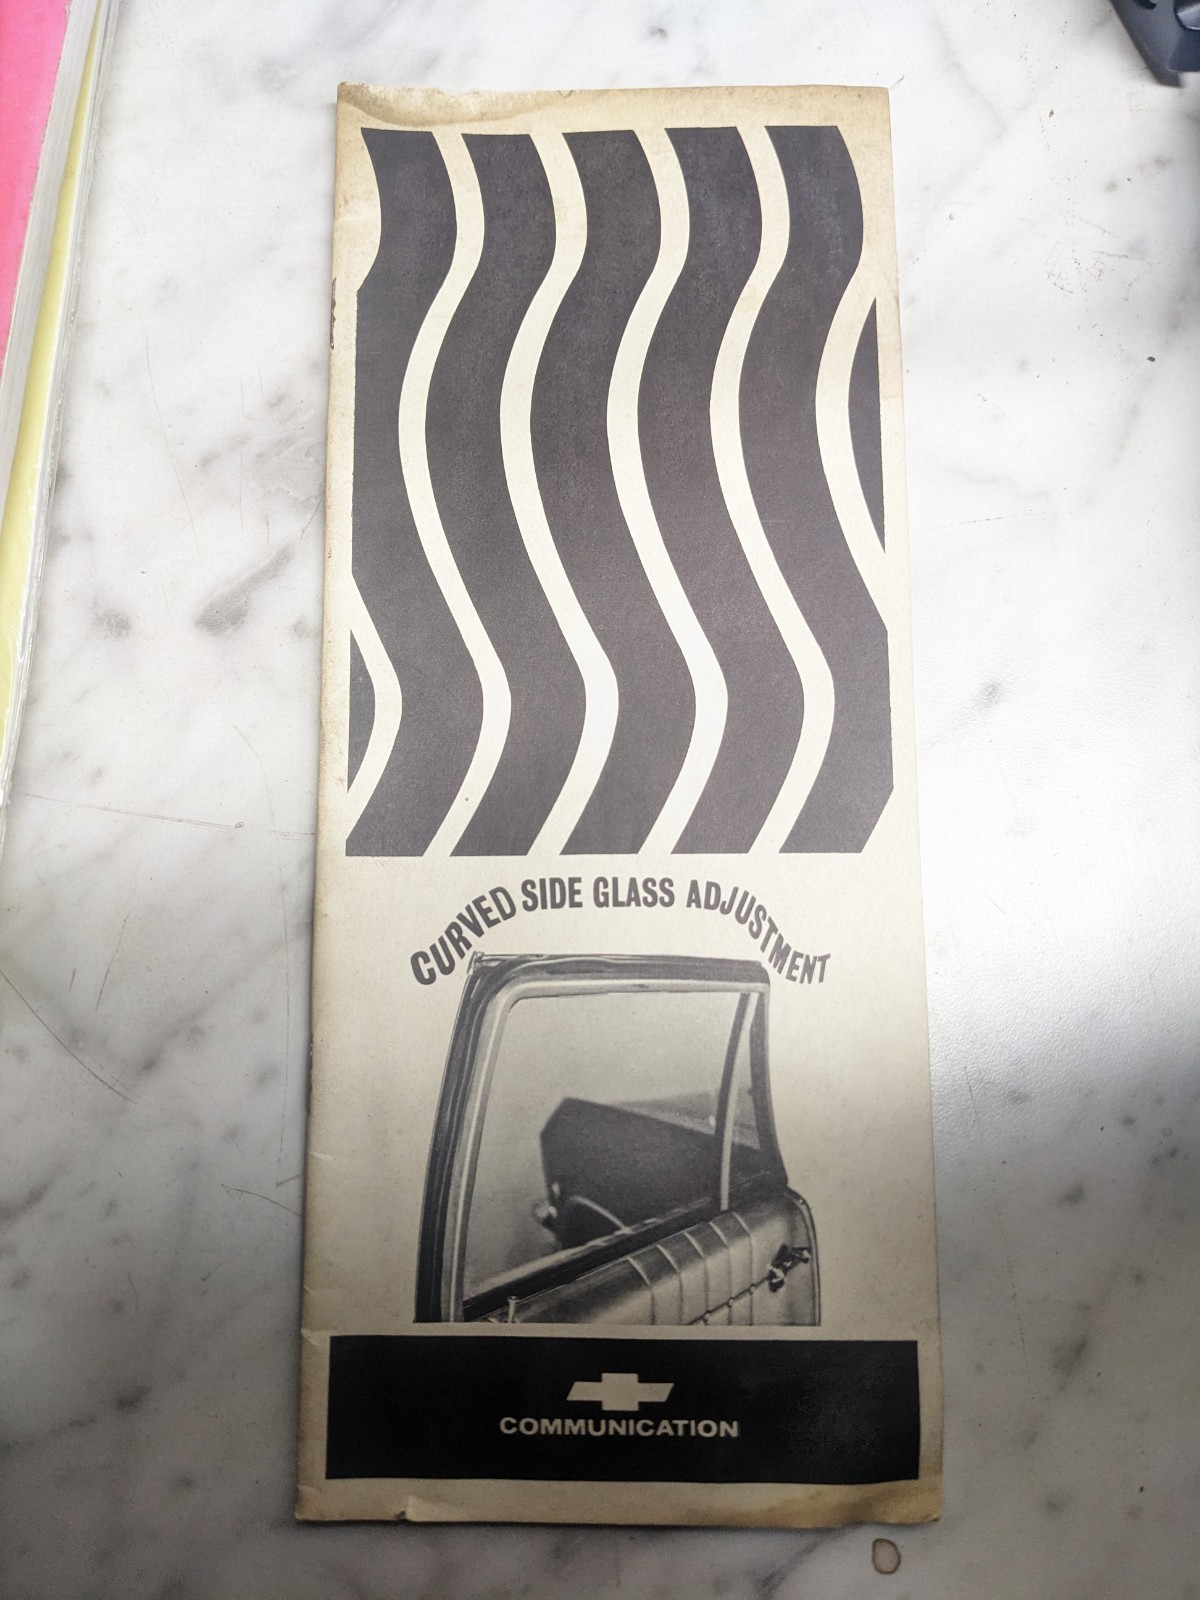 CURVED SIDE GLASS ADJUSTMENT
COMMUNICATION